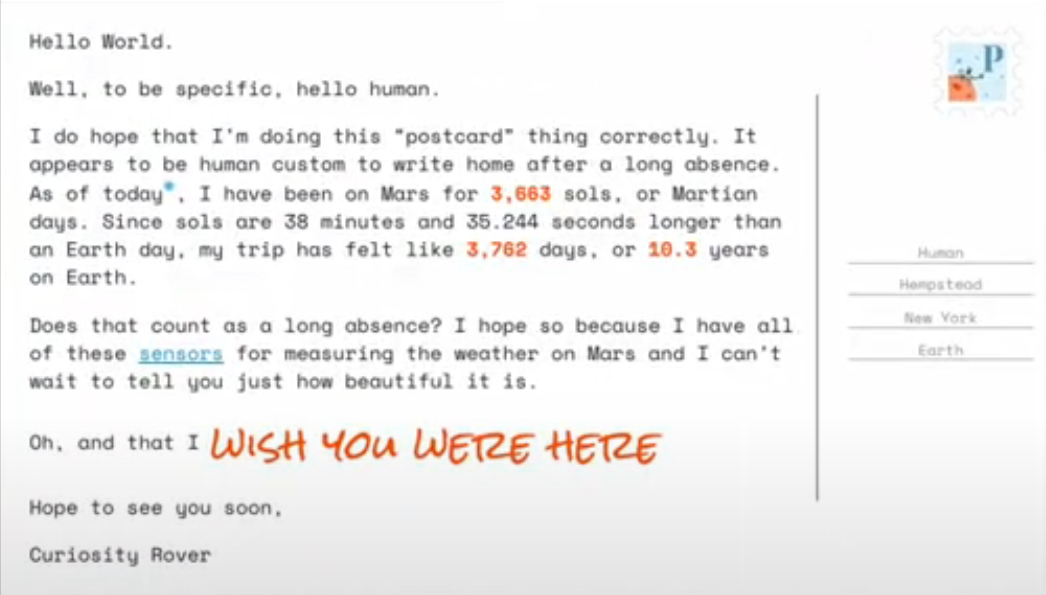 Hello World.
Well, to be specific, hello human.
I do hope that I'm doing this "postcard" thing correctly. It
appears to be human custom to write home after a long absence.
As of today*, I have been on Mars for 3,663 sols, or Martian
days. Since sols are 38 minutes and 35.244 seconds longer than
an Earth day, my trip has felt like 3,762 days, or 10.3 years
on Earth.
Does that count as a long absence? I hope so because I have all
of these sensors for measuring the weather on Mars and I can't
wait to tell you just how beautiful it is.
Oh, and that I WISH YOU WERE HERE
Hope to see you soon,
Curiosity Rover
P
Human
Hempstead
New York
Earth